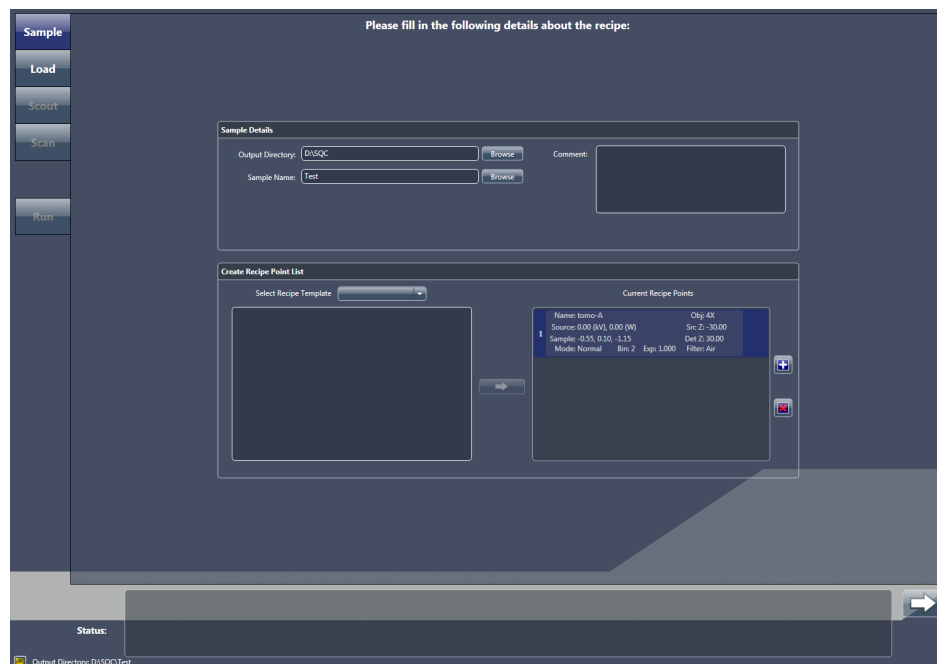 Please fill in the following details about the recipe:
Sample
Load
Scout
Scan
Run
Sample Details
Output Directory: D:\SQC Browse Comment:
Sample Name: Test Browse
Create Recipe Point List
Select Recipe Template
Current Recipe Points
1
Name: tomo-A Obj: 4X
Source: 0.00 (kV), 0.00 (W) Src Z: -30.00
Sample: -0.55, 0.10, -1.15 Det Z: 30.00
Mode: Normal Bin: 2 Exp: 1.000 Filter: Air
Status:
Output Directory: D:\SQC\Test